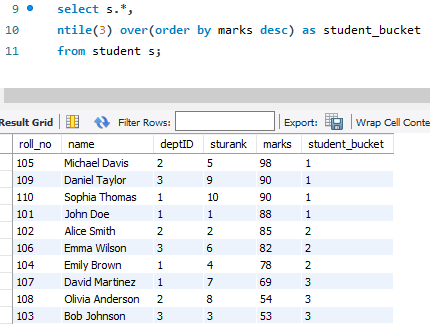 9 select s.*,
10 ntile(3) over(order by marks desc) as student_bucket
11 from student s;
Result Grid Filter Rows: Export: Wrap Cell Conte
roll_no name deptID sturank marks student_bucket
105 Michael Davis 2 5 98 1
109 Daniel Taylor 3 9 90 1
110 Sophia Thomas 1 10 90 1
101 John Doe 1 1 88 1
102 Alice Smith 2 2 85 2
106 Emma Wilson 3 6 82 2
104 Emily Brown 1 4 78 2
107 David Martinez 1 7 69 3
108 Olivia Anderson 2 8 54 3
103 Bob Johnson 3 3 53 3